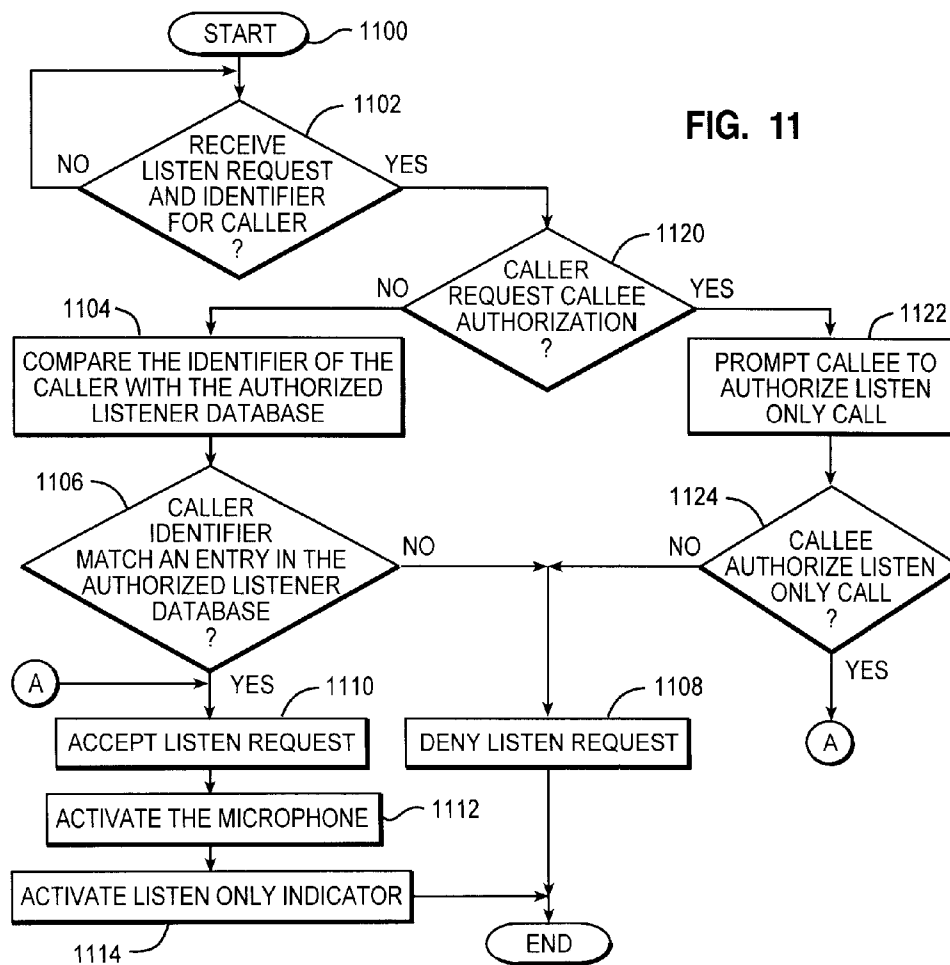 START
1100
FIG. 11
1102
RECEIVE
LISTEN REQUEST
AND IDENTIFIER
FOR CALLER
?
NO
YES
1120
CALLER
REQUEST CALLEE
AUTHORIZATION
?
NO
YES
1104
COMPARE THE IDENTIFIER OF THE
CALLER WITH THE AUTHORIZED
LISTENER DATABASE
1122
PROMPT CALLEE TO
AUTHORIZE LISTEN
ONLY CALL
1106
CALLER
IDENTIFIER
MATCH AN ENTRY IN THE
AUTHORIZED LISTENER
DATABASE
?
NO
1124
CALLEE
AUTHORIZE LISTEN
ONLY CALL
?
NO
YES
A
YES
A
1110
ACCEPT LISTEN REQUEST
1108
DENY LISTEN REQUEST
ACTIVATE THE MICROPHONE
1112
ACTIVATE LISTEN ONLY INDICATOR
1114
END